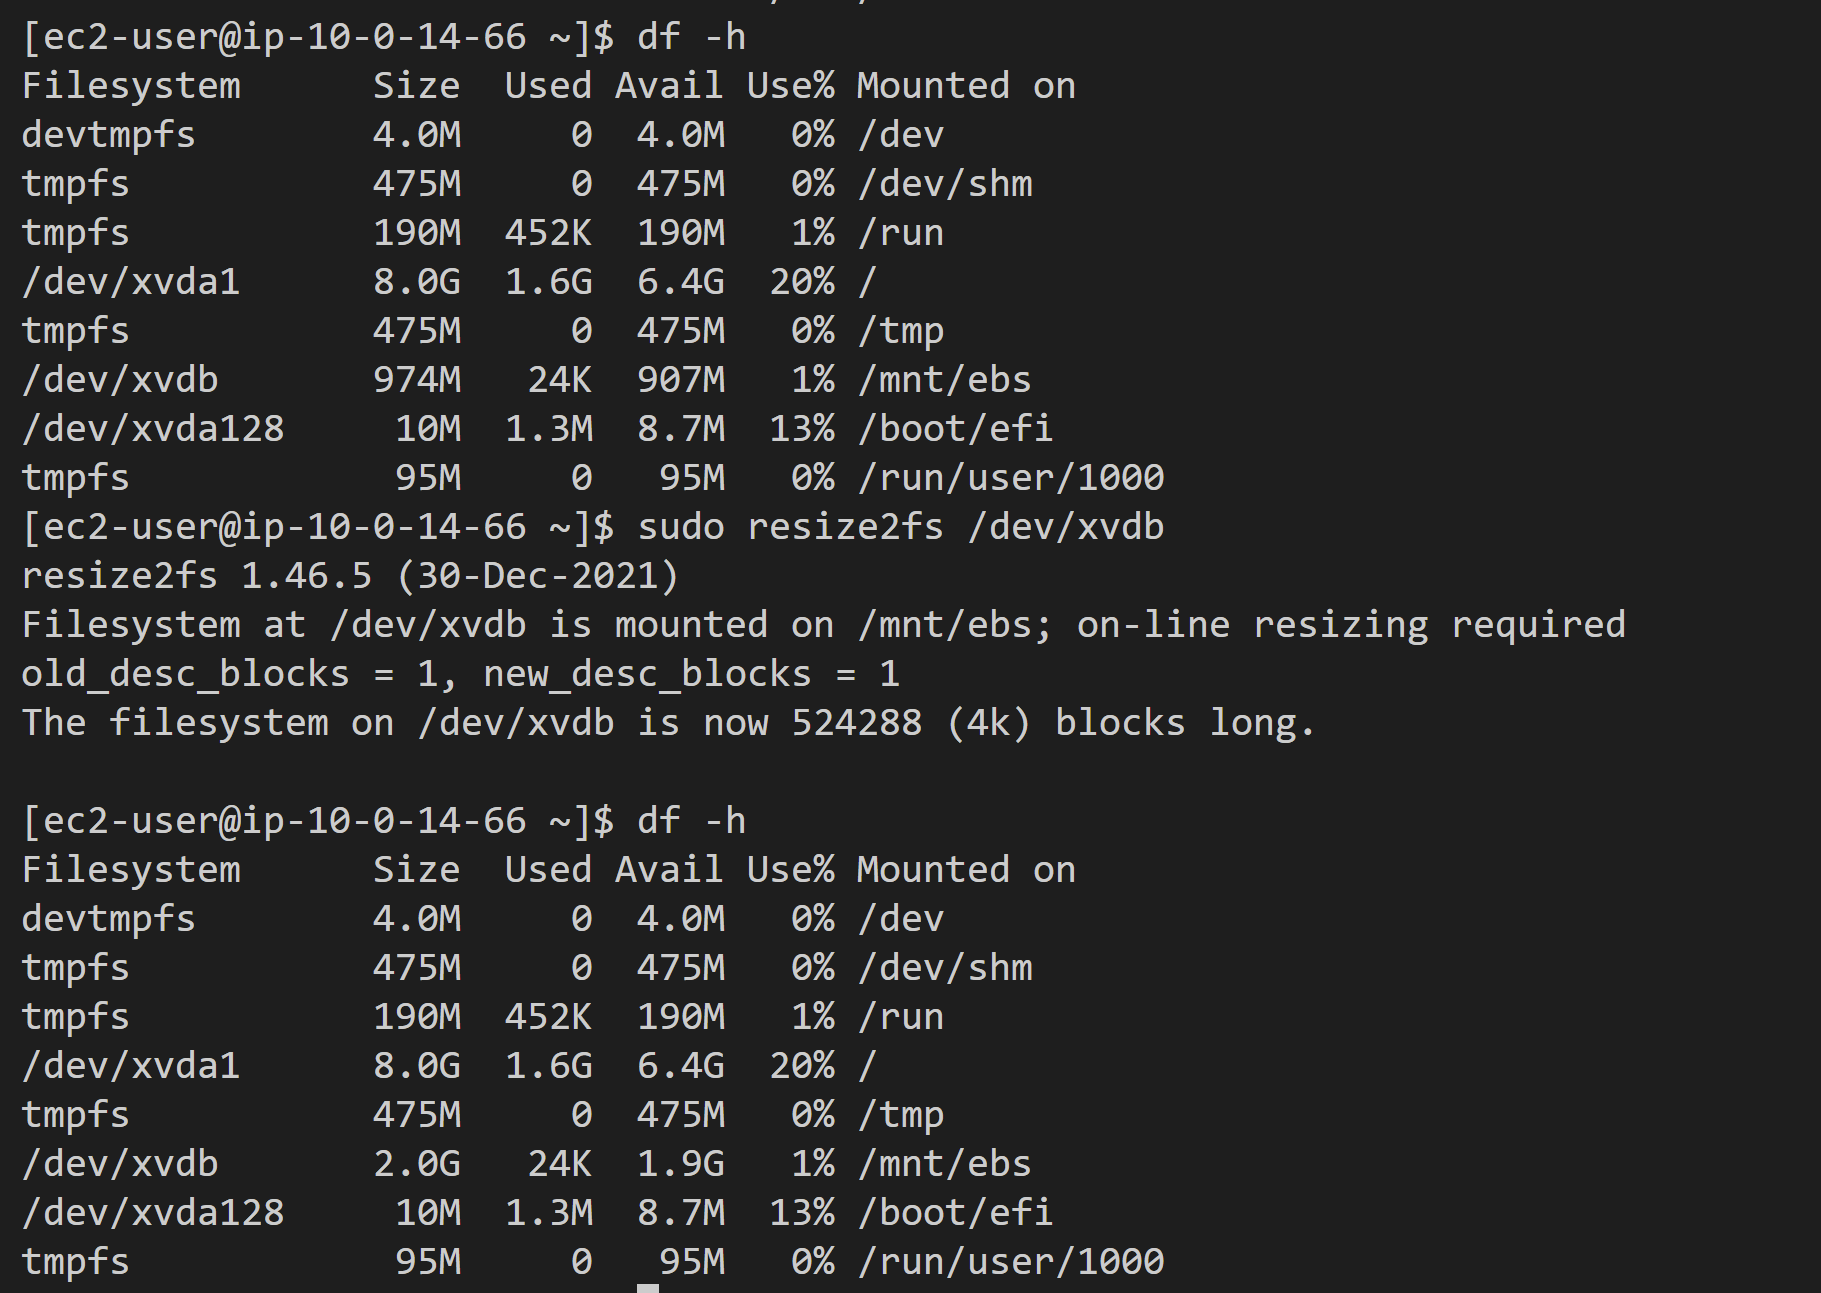 [ec2-user@ip-10-0-14-66 ~]$ df -h
Filesystem      Size  Used Avail Use% Mounted on
devtmpfs        4.0M     0  4.0M   0% /dev
tmpfs           475M     0  475M   0% /dev/shm
tmpfs           190M  452K  190M   1% /run
/dev/xvda1      8.0G  1.6G  6.4G  20% /
tmpfs           475M     0  475M   0% /tmp
/dev/xvdb       974M   24K  907M   1% /mnt/ebs
/dev/xvda128     10M  1.3M  8.7M  13% /boot/efi
tmpfs            95M     0   95M   0% /run/user/1000
[ec2-user@ip-10-0-14-66 ~]$ sudo resize2fs /dev/xvdb
resize2fs 1.46.5 (30-Dec-2021)
Filesystem at /dev/xvdb is mounted on /mnt/ebs; on-line resizing required
old_desc_blocks = 1, new_desc_blocks = 1
The filesystem on /dev/xvdb is now 524288 (4k) blocks long.

[ec2-user@ip-10-0-14-66 ~]$ df -h
Filesystem      Size  Used Avail Use% Mounted on
devtmpfs        4.0M     0  4.0M   0% /dev
tmpfs           475M     0  475M   0% /dev/shm
tmpfs           190M  452K  190M   1% /run
/dev/xvda1      8.0G  1.6G  6.4G  20% /
tmpfs           475M     0  475M   0% /tmp
/dev/xvdb       2.0G   24K  1.9G   1% /mnt/ebs
/dev/xvda128     10M  1.3M  8.7M  13% /boot/efi
tmpfs            95M     0   95M   0% /run/user/1000